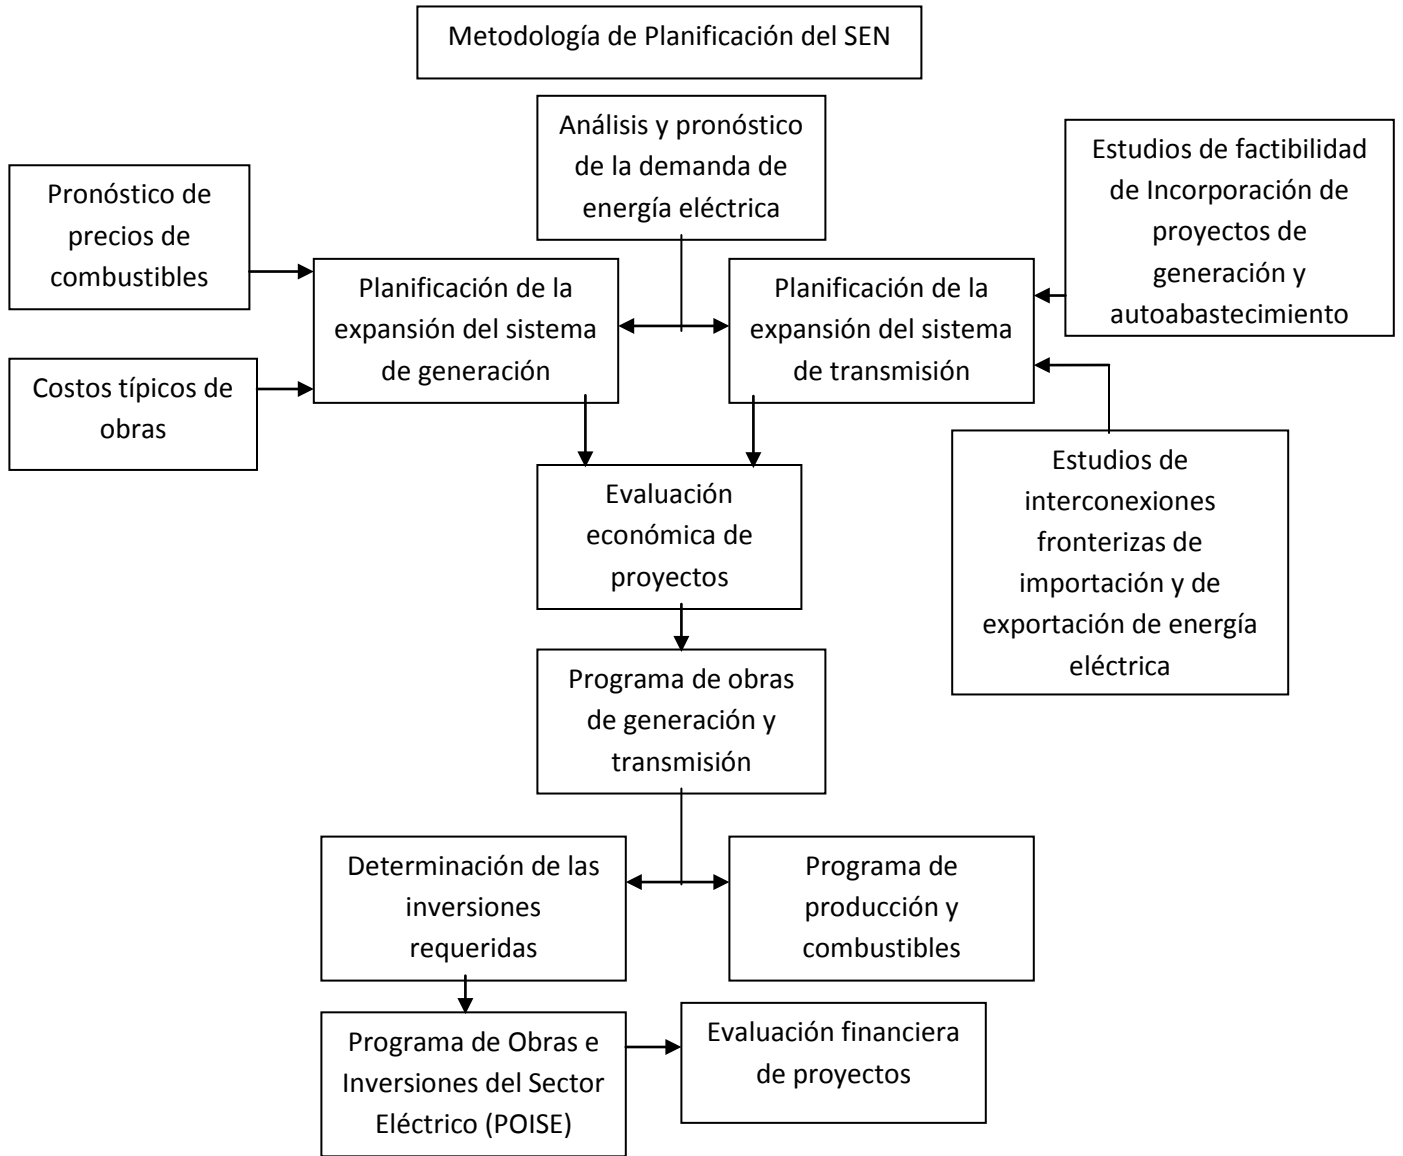 Metodología de Planificación del SEN
Análisis y pronóstico
de la demanda de
energía eléctrica
Estudios de factibilidad
de Incorporación de
proyectos de
generación y
autoabastecimiento
Pronóstico de
precios de
combustibles
Planificación de la
expansión del sistema
de generación
Planificación de la
expansión del sistema
de transmisión
Costos típicos de
obras
Estudios de
interconexiones
fronterizas de
importación y de
exportación de energía
eléctrica
Evaluación
económica de
proyectos
Programa de obras
de generación y
transmisión
Determinación de las
inversiones
requeridas
Programa de
producción y
combustibles
Programa de Obras e
Inversiones del Sector
Eléctrico (POISE)
Evaluación financiera
de proyectos